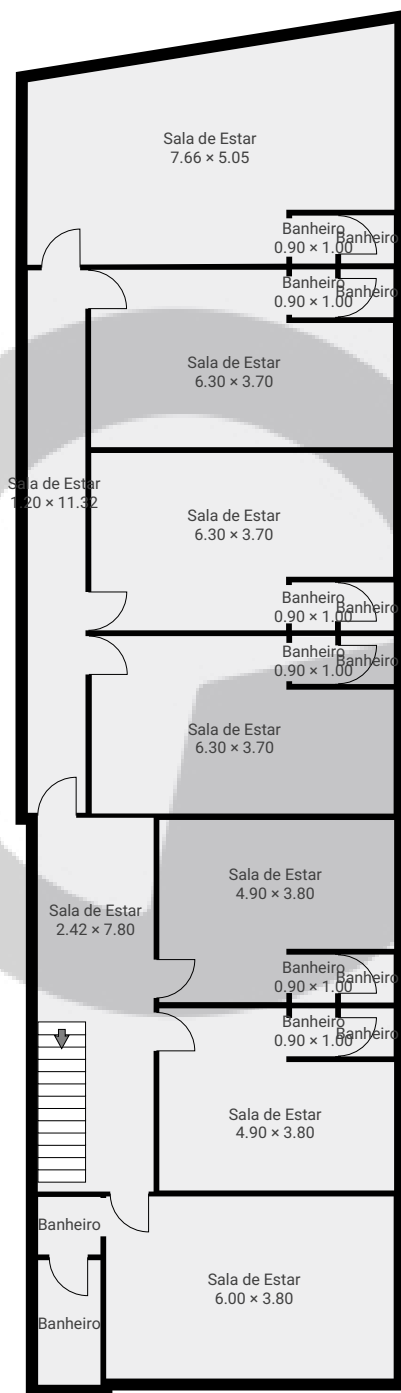 Sala de Estar
7.66 × 5.05
Banheiro
0.90 × 1.00
Banheiro
Banheiro
0.90 × 1.00
Banheiro
Sala de Estar
6.30 × 3.70
Sala de Estar
1.20 × 11.32
Sala de Estar
6.30 × 3.70
Banheiro
0.90 × 1.00
Banheiro
Banheiro
0.90 × 1.00
Banheiro
Sala de Estar
6.30 × 3.70
Sala de Estar
4.90 × 3.80
Sala de Estar
2.42 × 7.80
Banheiro
0.90 × 1.00
Banheiro
Banheiro
0.90 × 1.00
Banheiro
Sala de Estar
4.90 × 3.80
Banheiro
Sala de Estar
6.00 × 3.80
Banheiro